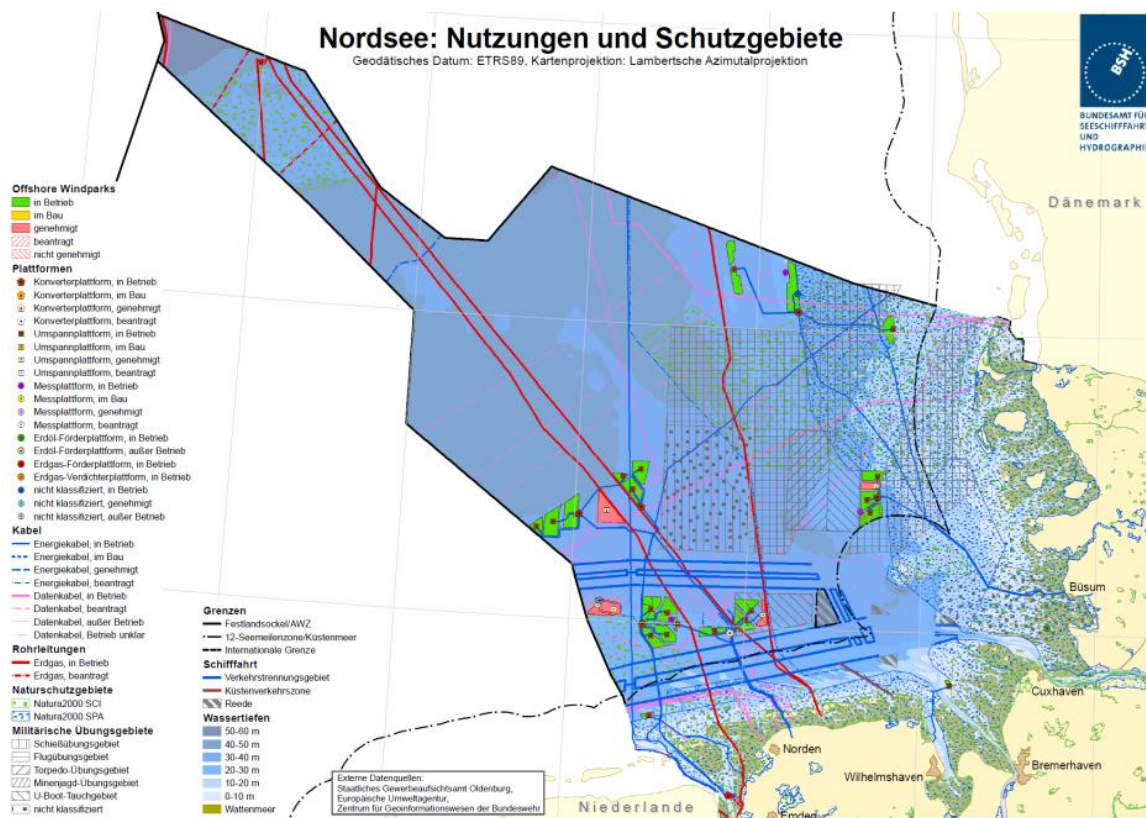 Nordsee: Nutzungen und Schutzgebiete
Geodätisches Datum: ETRS89, Kartenprojektion: Lambertsche Azimutalprojektion
BSH
BUNDESAMT FÜR
SEESCHIFFFAHRT
UND
HYDROGRAPHIE
Dänemark
Offshore Windparks
in Betrieb
im Bau
genehmigt
beantragt
nicht genehmigt
Plattformen
Konverterplattform, in Betrieb
Konverterplattform, im Bau
Konverterplattform, genehmigt
Konverterplattform, beantragt
Umspannplattform, in Betrieb
Umspannplattform, im Bau
Umspannplattform, genehmigt
Umspannplattform, beantragt
Messplattform, in Betrieb
Messplattform, im Bau
Messplattform, genehmigt
Messplattform, beantragt
Erdöl-Förderplattform, in Betrieb
Erdöl-Förderplattform, außer Betrieb
Erdgas-Förderplattform, in Betrieb
Erdgas-Verdichterplattform, in Betrieb
nicht klassifiziert, in Betrieb
nicht klassifiziert, genehmigt
nicht klassifiziert, außer Betrieb
Kabel
Energiekabel, in Betrieb
Energiekabel, im Bau
Energiekabel, genehmigt
Energiekabel, beantragt
Datenkabel, in Betrieb
Datenkabel, beantragt
Datenkabel, außer Betrieb
Datenkabel, Betrieb unklar
Rohrleitungen
Erdgas, in Betrieb
Erdgas, beantragt
Naturschutzgebiete
Natura2000 SCI
Natura2000 SPA
Militärische Übungsgebiete
Schießübungsgebiet
Flugübungsgebiet
Torpedo-Übungsgebiet
Minenjagd-Übungsgebiet
U-Boot-Tauchgebiet
nicht klassifiziert
Grenzen
Festlandsockel/AWZ
12-Seemeilenzone/Küstenmeer
Internationale Grenze
Schifffahrt
Verkehrstrennungsgebiet
Küstenverkehrszone
Reede
Wassertiefen
50-60 m
40-50 m
30-40 m
20-30 m
10-20 m
0-10 m
Wattenmeer
Externe Datenquellen:
Staatliches Gewerbeaufsichtsamt Oldenburg,
Europäische Umweltagentur,
Zentrum für Geoinformationswesen der Bundeswehr
Büsum
Cuxhaven
Norden
Wilhelmshaven
Bremerhaven
Niederlande
Emden